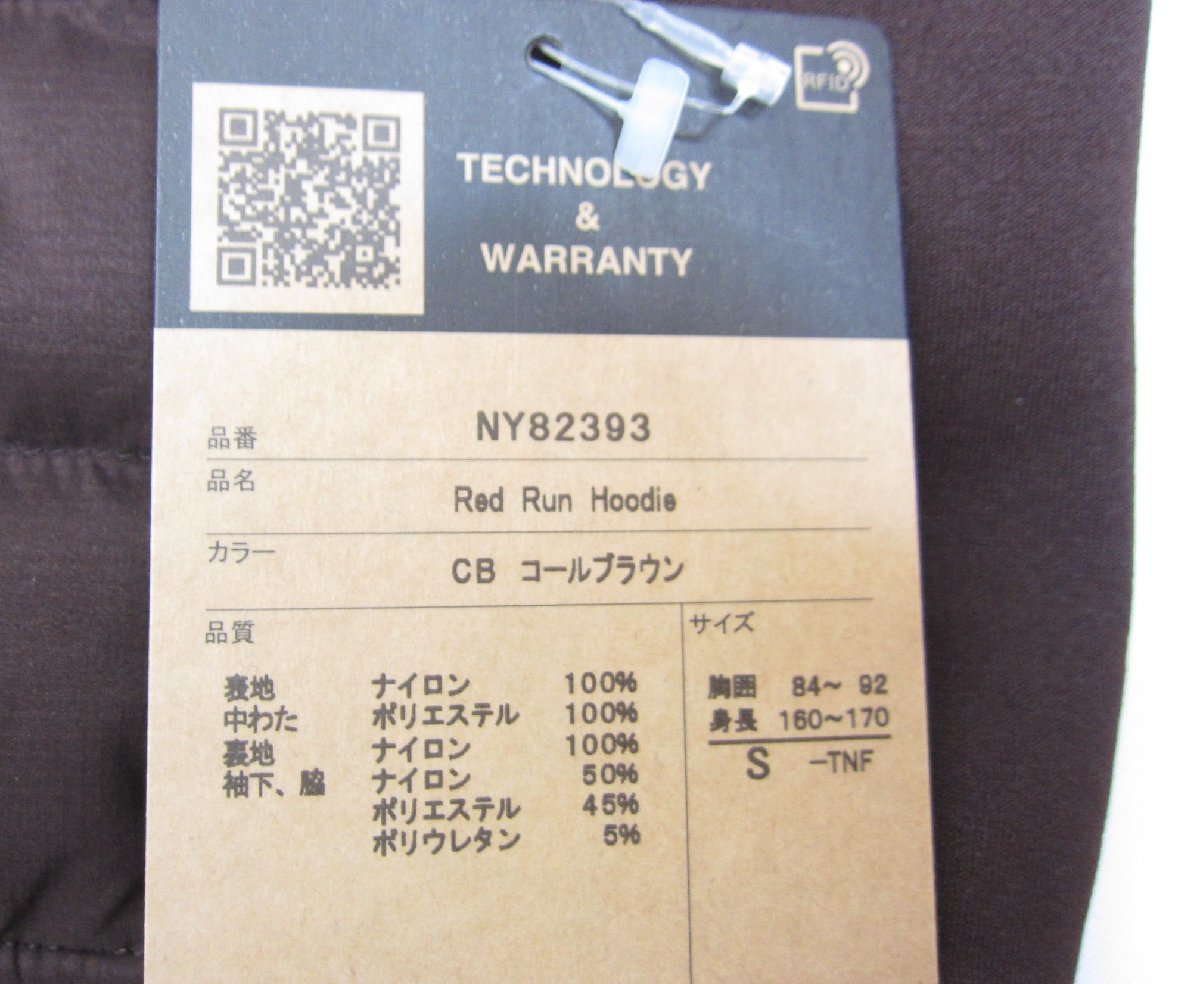 RFID
TECHNOLOGY
&
WARRANTY
品番 NY82393
品名 Red Run Hoodie
カラー CB コールブラウン
品質
表地 ナイロン 100%
中わた ポリエステル 100%
裏地 ナイロン 100%
袖下、脇 ナイロン 50%
ポリエステル 45%
ポリウレタン 5%
サイズ
胸囲 84~ 92
身長 160~170
S -TNF